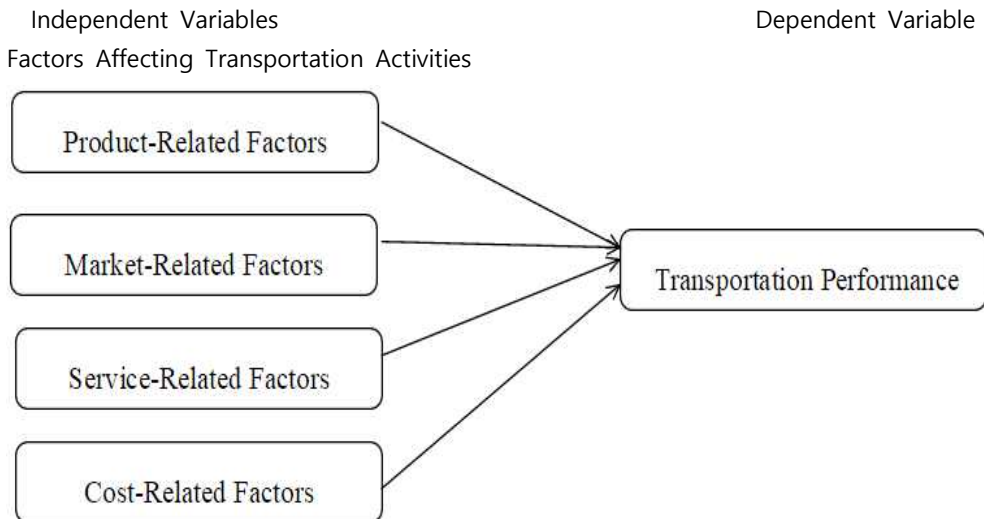 Independent Variables Dependent Variable
Factors Affecting Transportation Activities
Product-Related Factors
Market-Related Factors
Transportation Performance
Service-Related Factors
Cost-Related Factors